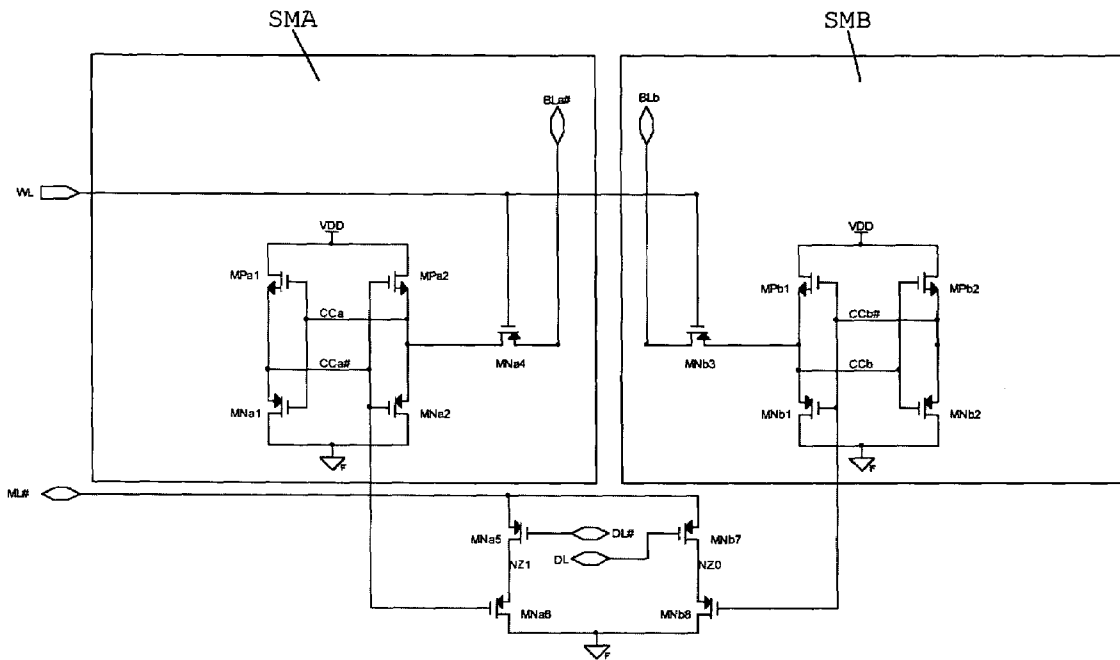 SMA
SMB
BLa#
BLb
WL
VDD
VDD
MPa1
MPa2
MPb1
MPb2
CCa
CCb#
MNa4
MNb3
CCa#
CCb
MNa1
MNa2
MNb1
MNb2
F
F
ML#
MNa5
DL#
MNb7
DL
NZ1
NZ0
MNa6
MNb8
F